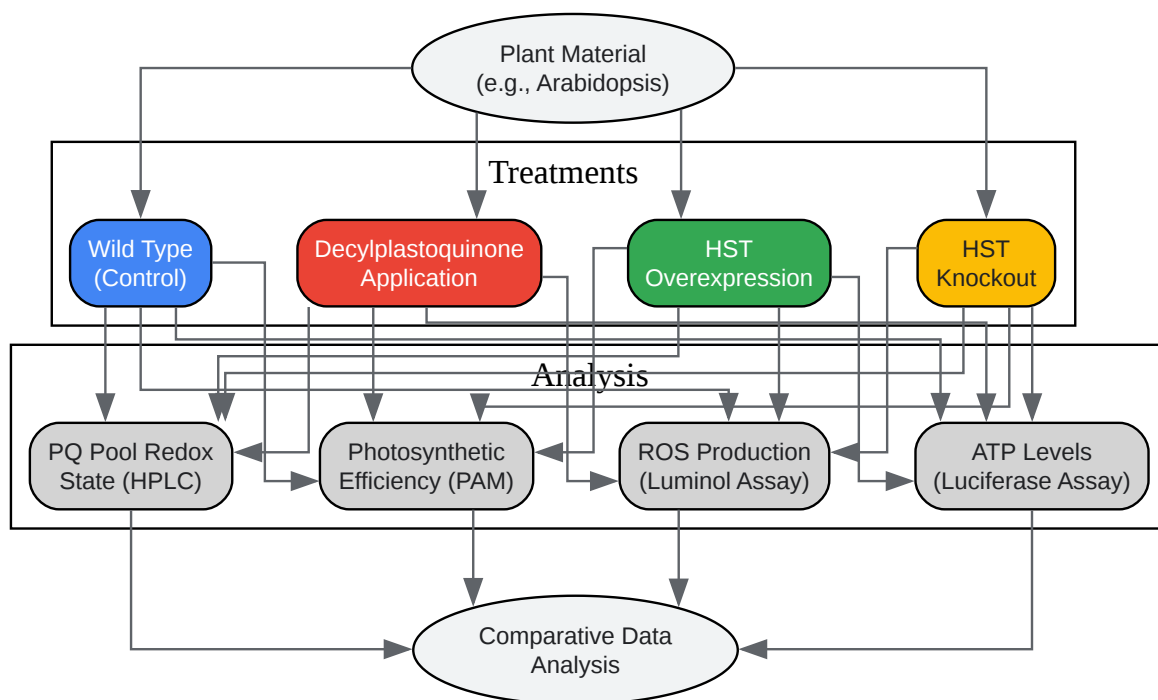 Plant Material
(e.g., Arabidopsis)
Treatments
Wild Type
(Control)
Decylplastoquinone
Application
HST
Overexpression
HST
Knockout
Analysis
PQ Pool Redox
State (HPLC)
Photosynthetic
Efficiency (PAM)
ROS Production
(Luminol Assay)
ATP Levels
(Luciferase Assay)
Comparative Data
Analysis